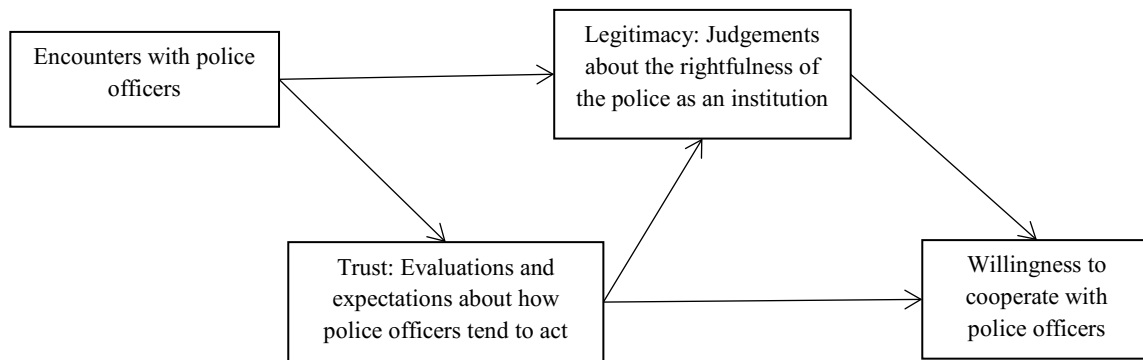 Encounters with police
officers
Legitimacy: Judgements
about the rightfulness of
the police as an institution
Trust: Evaluations and
expectations about how
police officers tend to act
Willingness to
cooperate with
police officers